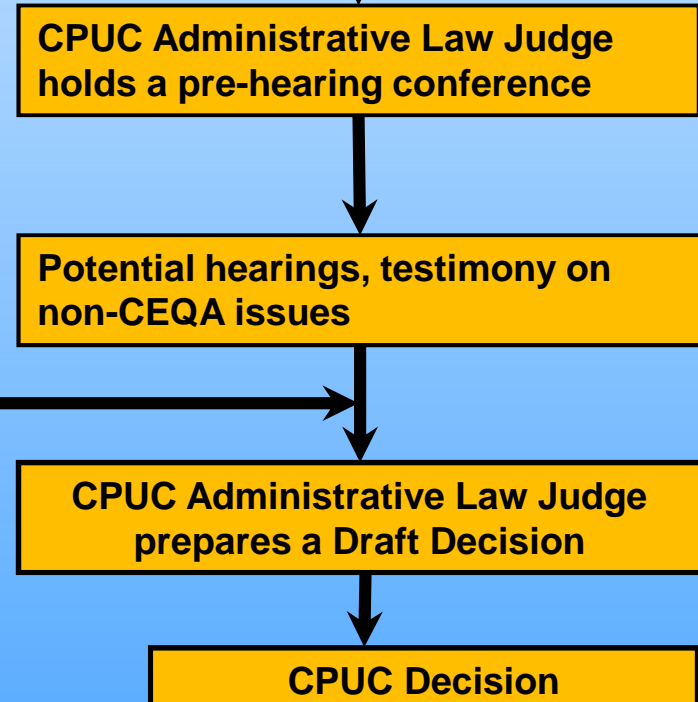 CPUC Administrative Law Judge
holds a pre-hearing conference
Potential hearings, testimony on
non-CEQA issues
CPUC Administrative Law Judge
prepares a Draft Decision
CPUC Decision